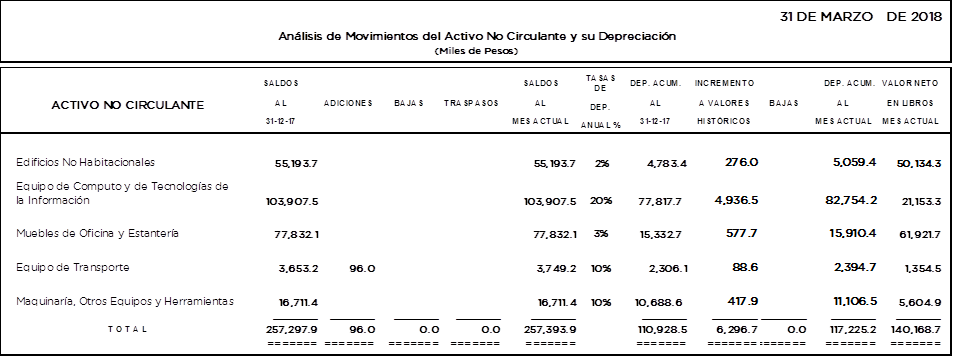 31 DE MARZO DE 2018
Análisis de Movimientos del Activo No Circulante y su Depreciación
(Miles de Pesos)
SALDOS TASAS SALDOS DEP. ACUM. INCREMENTO DEP. ACUM. VALOR NETO
ACTIVO NO CIRCULANTE AL ADICIONES BAJAS TRASPASOS AL DE DEP. AL A VALORES BAJAS AL EN LIBROS
31-12-17 MES ACTUAL ANUAL % 31-12-17 HISTÓRICOS MES ACTUAL MES ACTUAL
Edificios No Habitacionales 55,193.7 55,193.7 2% 4,783.4 276.0 5,059.4 50,134.3
Equipo de Computo y de Tecnologías de
la Información 103,907.5 103,907.5 20% 77,817.7 4,936.5 82,754.2 21,153.3
Muebles de Oficina y Estantería 77,832.1 77,832.1 3% 15,332.7 577.7 15,910.4 61,921.7
Equipo de Transporte 3,653.2 96.0 3,749.2 10% 2,306.1 88.6 2,394.7 1,354.5
Maquinaría, Otros Equipos y Herramientas 16,711.4 16,711.4 10% 10,688.6 417.9 11,106.5 5,604.9
TOTAL 257,297.9 96.0 0.0 0.0 257,393.9 110,928.5 6,296.7 0.0 117,225.2 140,168.7